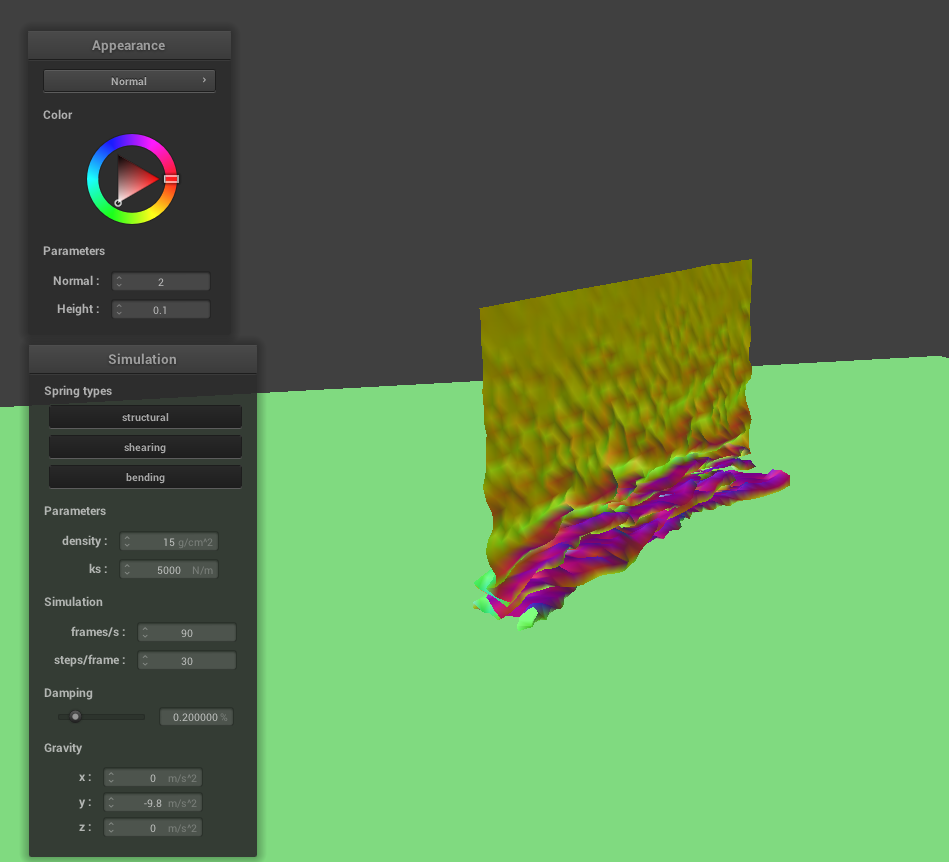 Appearance
Normal
Color
Parameters
Normal : 2
Height : 0.1
Simulation
Spring types
structural
shearing
bending
Parameters
density : 15 g/cm^2
ks : 5000 N/m
Simulation
frames/s : 90
steps/frame : 30
Damping
0.200000 %
Gravity
x : 0 m/s^2
y : -9.8 m/s^2
z : 0 m/s^2